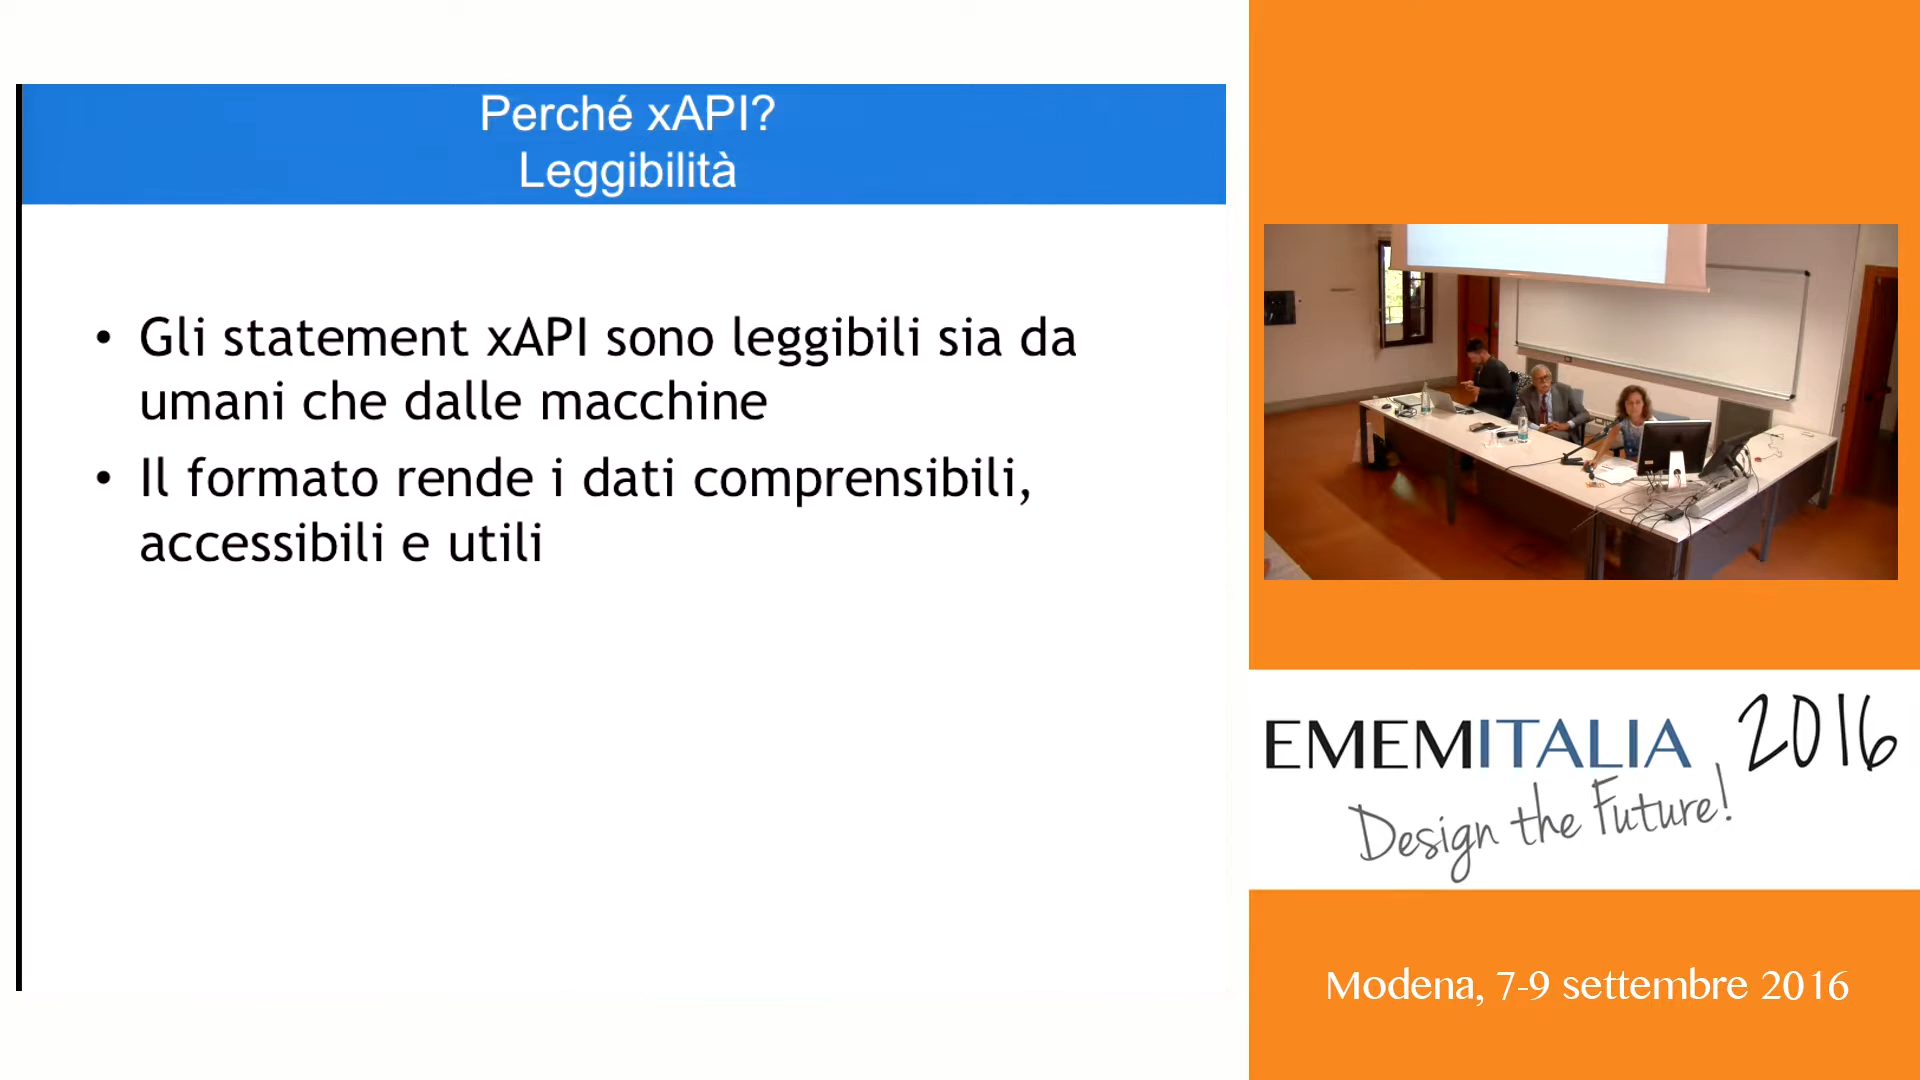 Perché xAPI?
Leggibilità
• Gli statement xAPI sono leggibili sia da
umani che dalle macchine
• Il formato rende i dati comprensibili,
accessibili e utili
EMEMITALIA 2016
Design the Future!
Modena, 7-9 settembre 2016